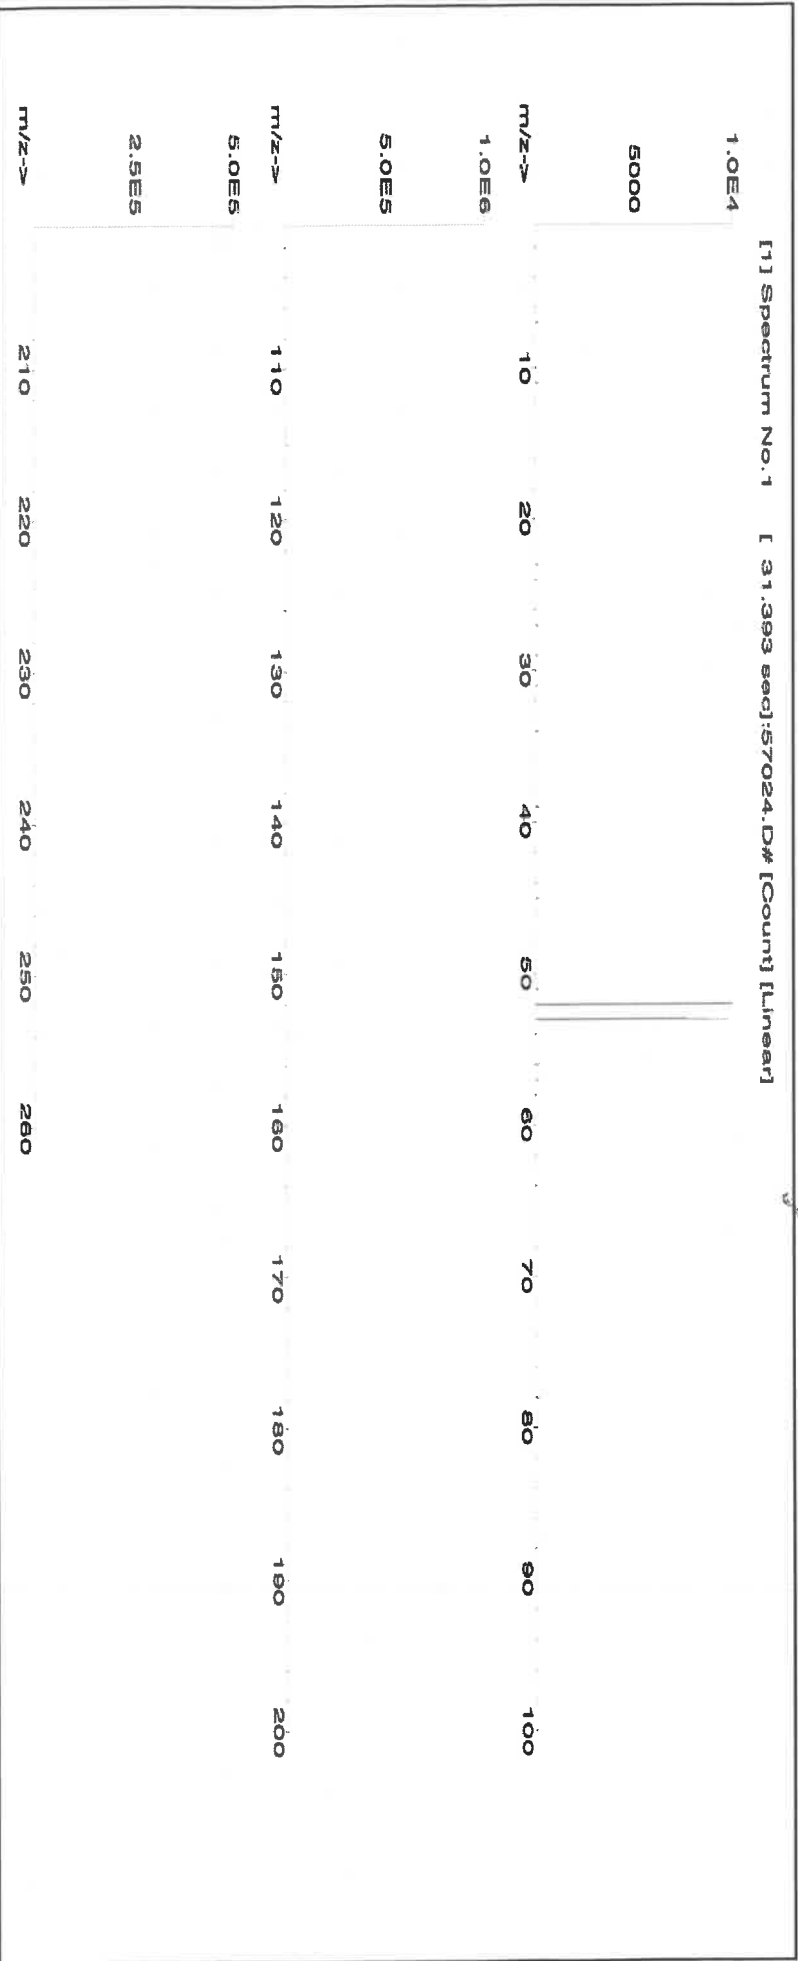 [1] Spectrum No.1 [ 31.393 sec]:57024.D# [Count] [Linear]
1.0E4
5000
m/z-> 10 20 30 40 50 60 70 80 90 100
1.0E6
5.0E5
m/z-> 110 120 130 140 150 160 170 180 190 200
5.0E5
2.5E5
m/z-> 210 220 230 240 250 260